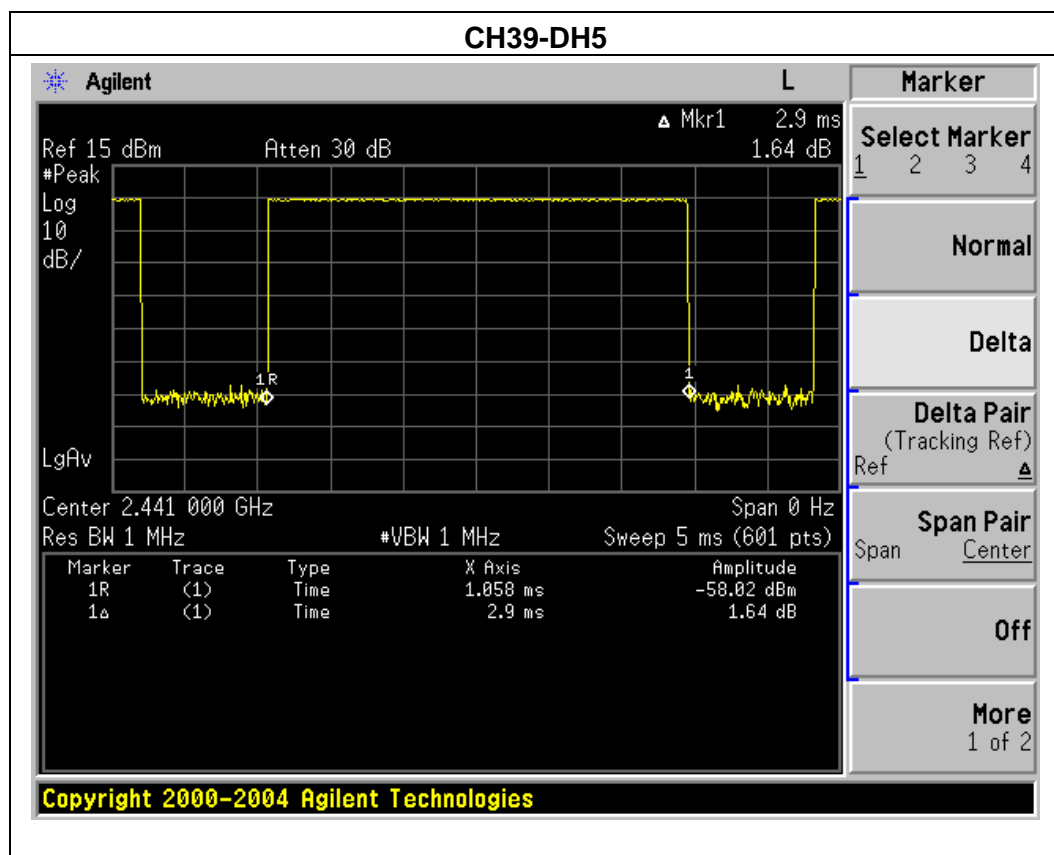 CH39-DH5
Agilent L
Δ Mkr1 2.9 ms
Ref 15 dBm Atten 30 dB 1.64 dB
#Peak
Log
10
dB/
1R
1
LgAv
Center 2.441 000 GHz Span 0 Hz
Res BW 1 MHz #VBW 1 MHz Sweep 5 ms (601 pts)
Marker Trace Type X Axis Amplitude
1R (1) Time 1.058 ms -58.02 dBm
1Δ (1) Time 2.9 ms 1.64 dB
Marker
Select Marker
1 2 3 4
Normal
Delta
Delta Pair
(Tracking Ref)
Ref Δ
Span Pair
Span Center
Off
More
1 of 2
Copyright 2000-2004 Agilent Technologies